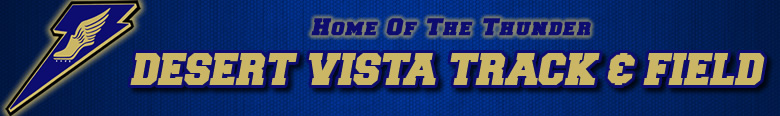 Home Of The Thunder
DESERT VISTA TRACK & FIELD